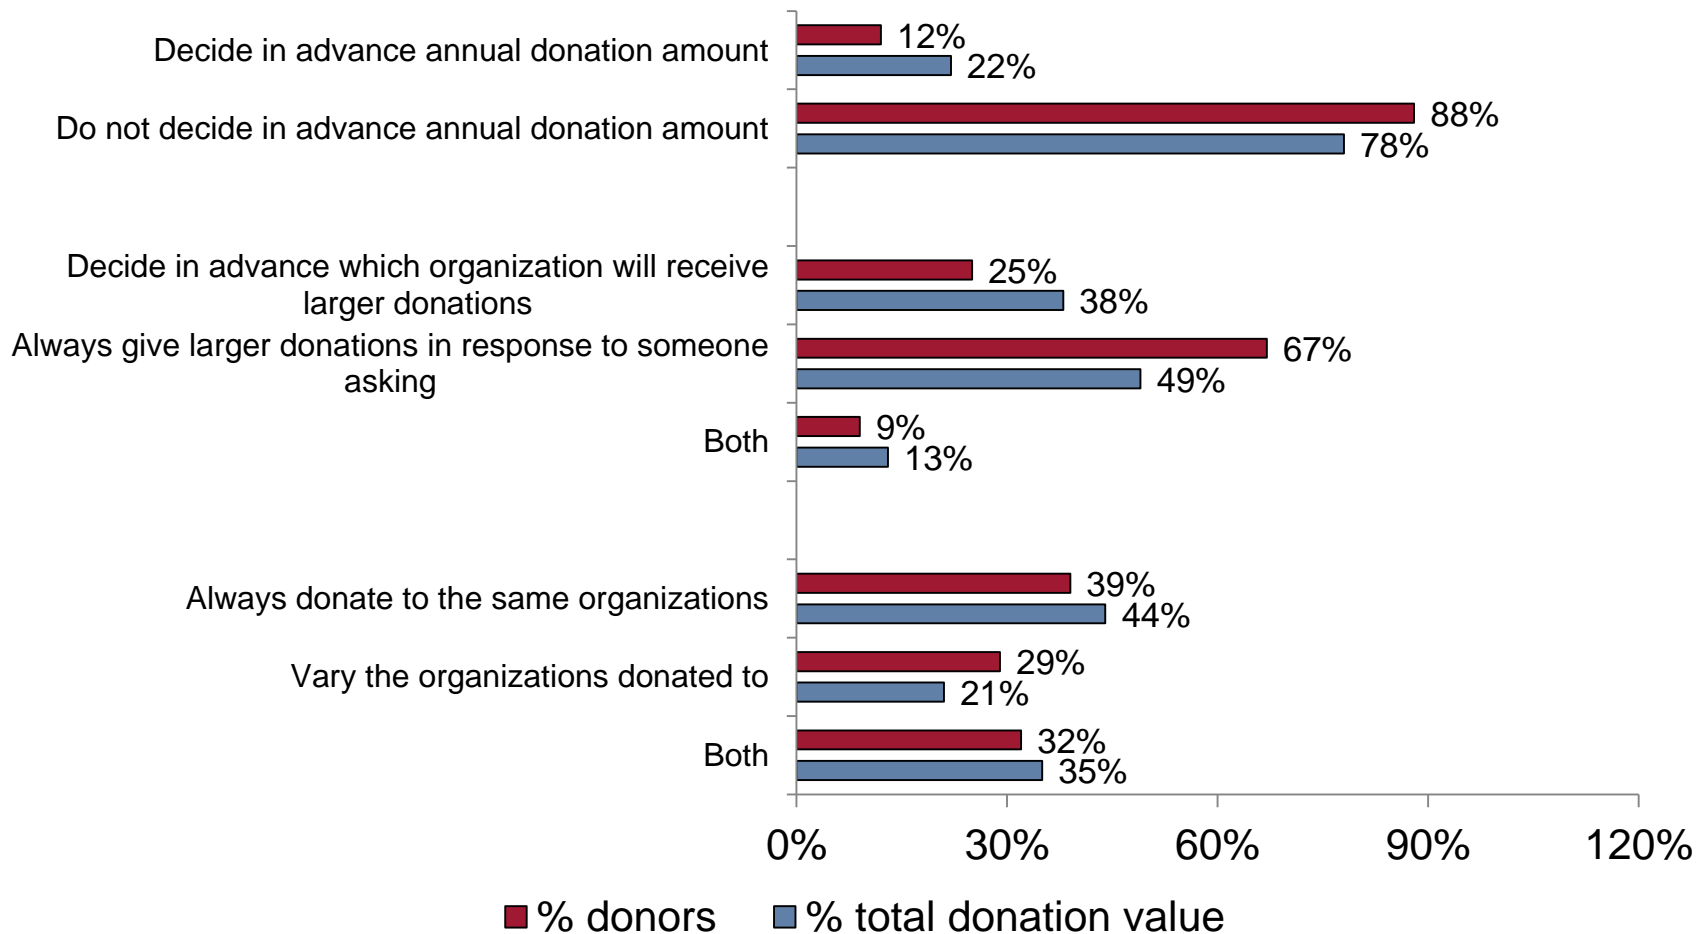 Decide in advance annual donation amount
12%
22%
Do not decide in advance annual donation amount
88%
78%
Decide in advance which organization will receive
larger donations
25%
38%
Always give larger donations in response to someone
asking
67%
49%
Both
9%
13%
Always donate to the same organizations
39%
44%
Vary the organizations donated to
29%
21%
Both
32%
35%
0% 30% 60% 90% 120%
% donors % total donation value